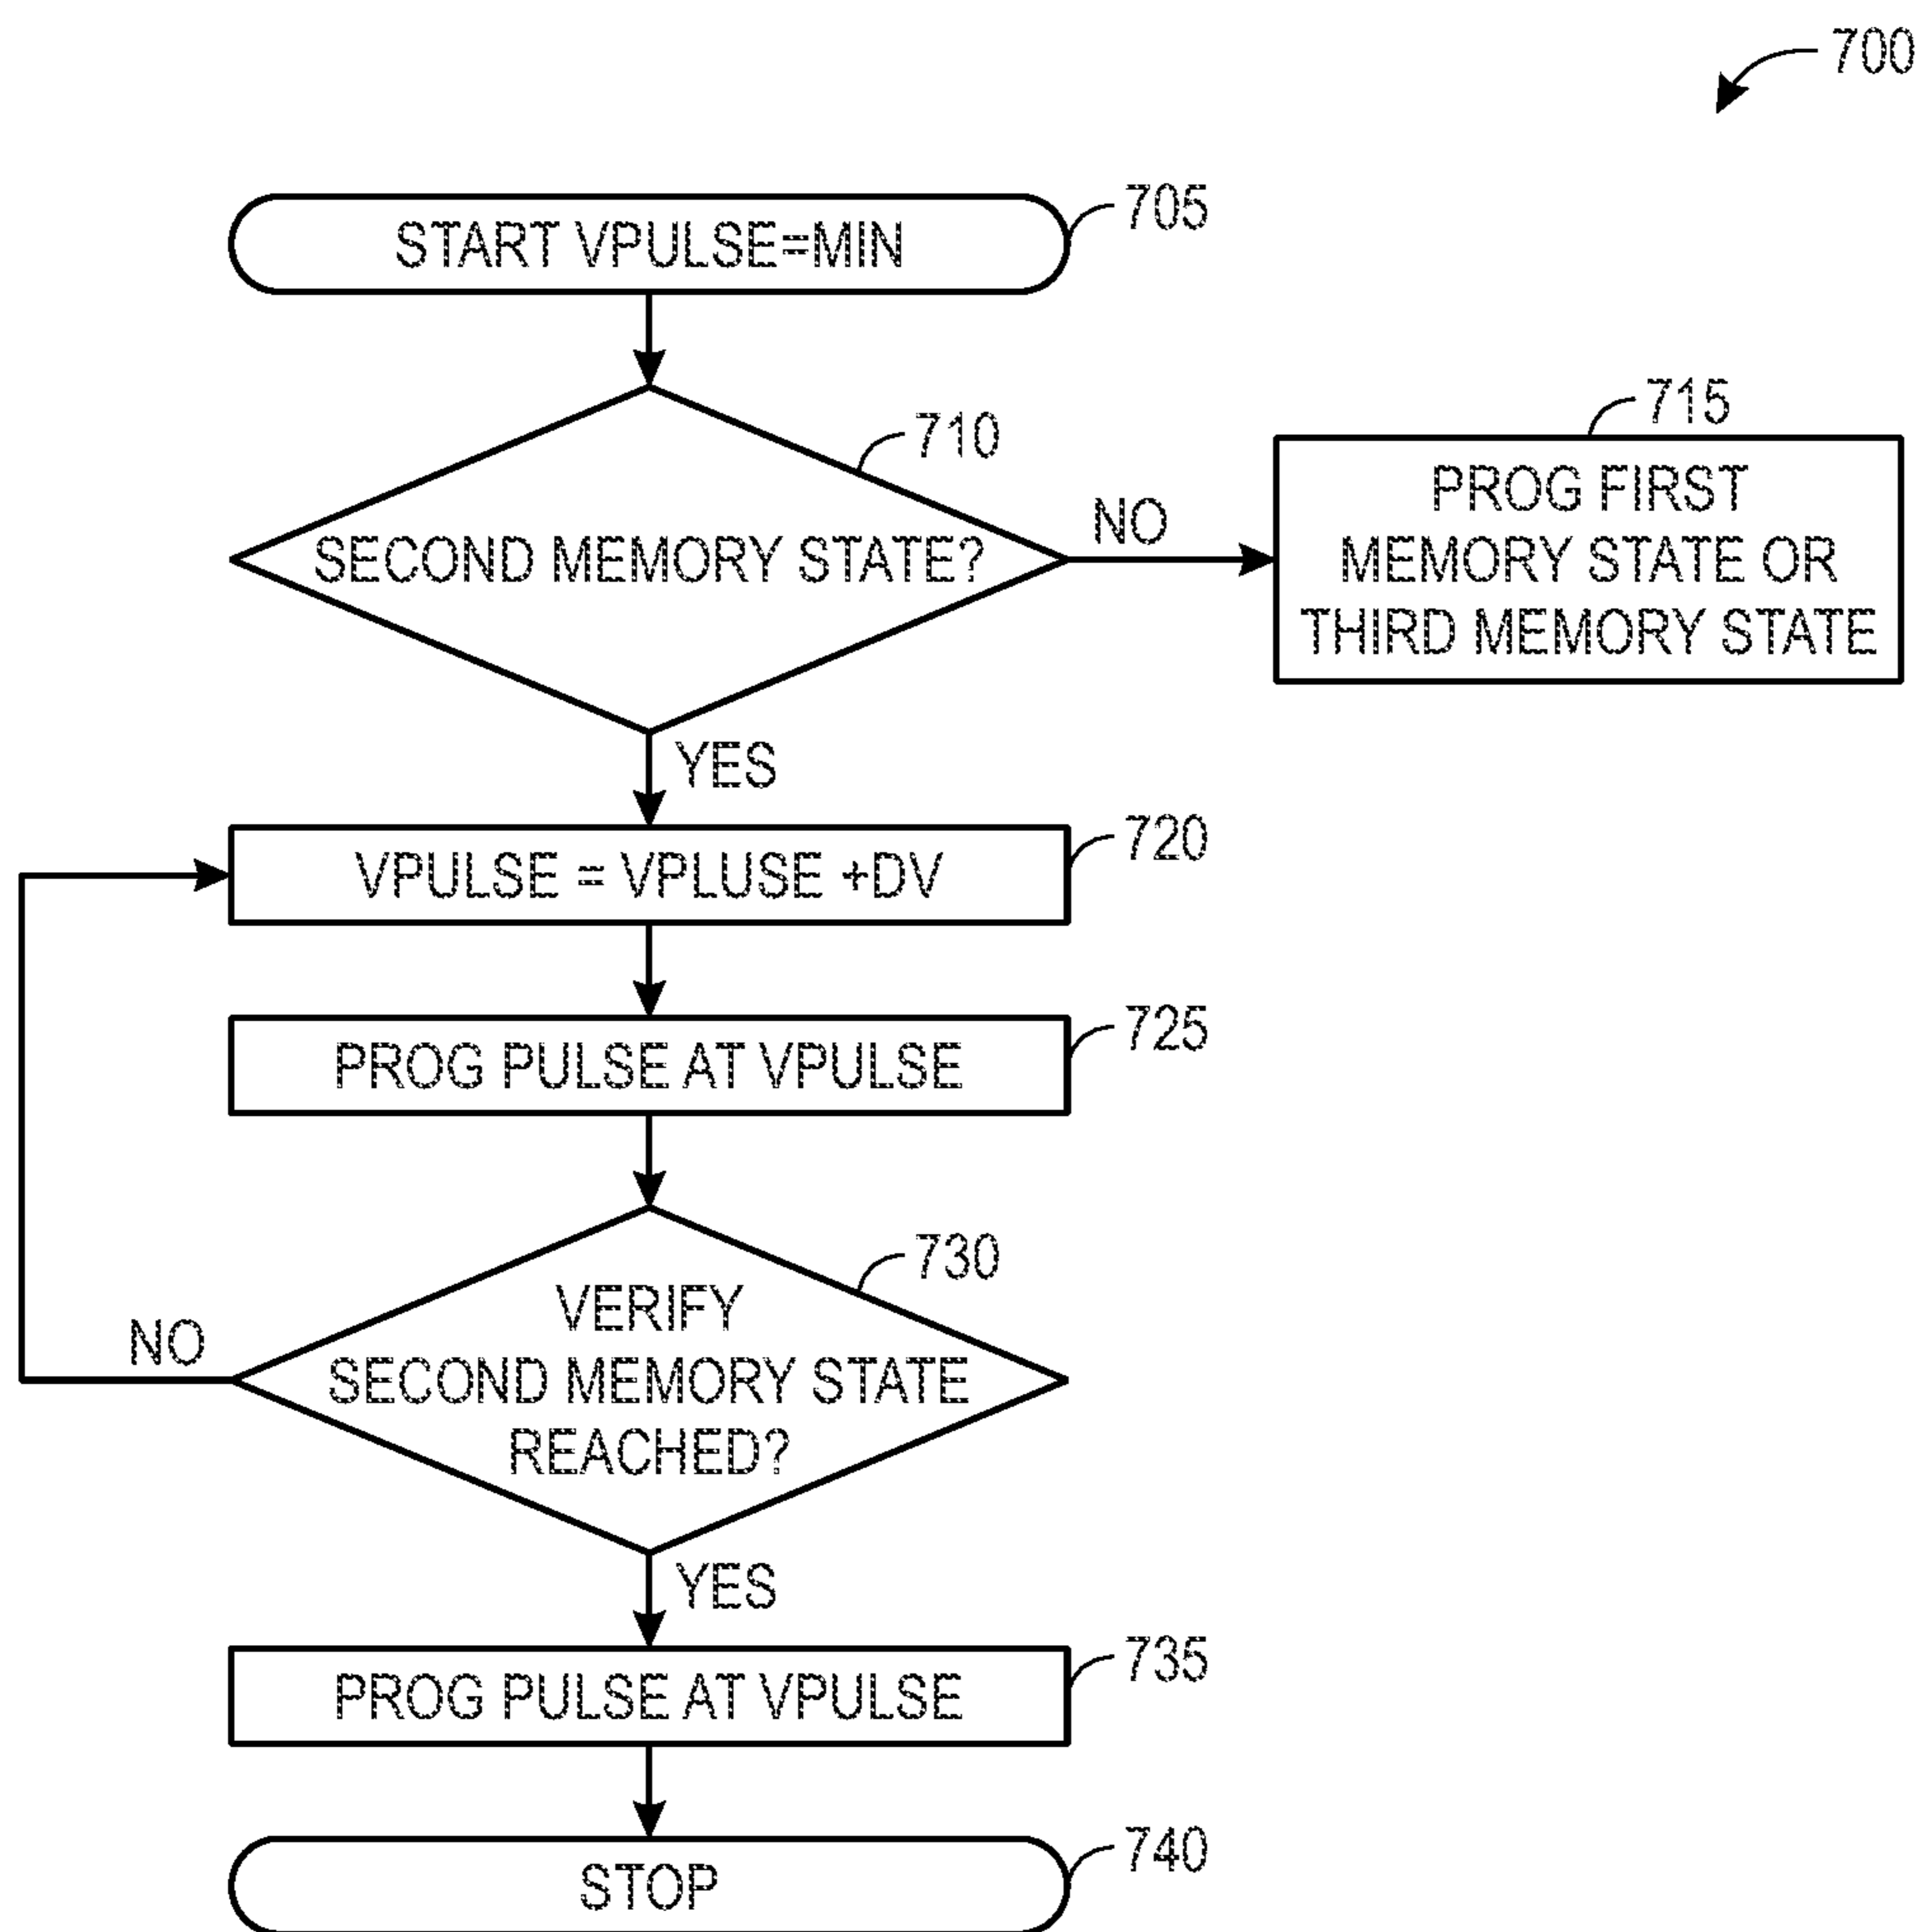 700
START VPULSE=MIN
705
710
SECOND MEMORY STATE?
NO
715
PROG FIRST
MEMORY STATE OR
THIRD MEMORY STATE
YES
VPULSE = VPLUSE +DV
720
PROG PULSE AT VPULSE
725
730
VERIFY
SECOND MEMORY STATE
REACHED?
NO
YES
PROG PULSE AT VPULSE
735
STOP
740